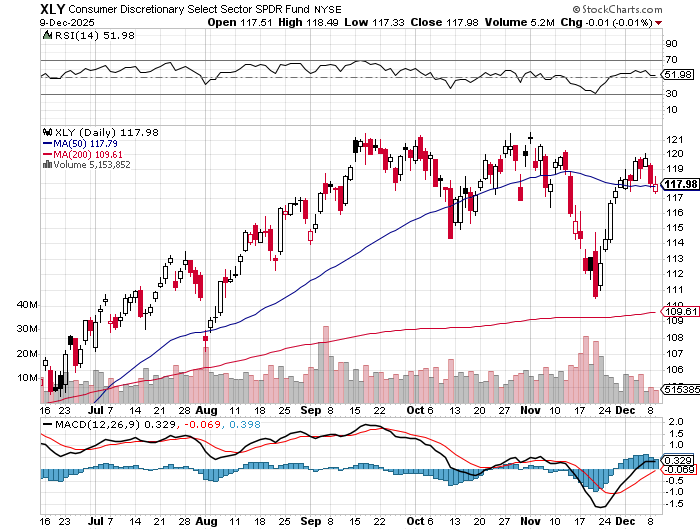 XLY Consumer Discretionary Select Sector SPDR Fund NYSE © StockCharts.com
9-Dec-2025 Open 117.51 High 118.49 Low 117.33 Close 117.98 Volume 5.2M Chg -0.01 (-0.01%)
RSI(14) 51.98
90
70
51.98
30
10
XLY (Daily) 117.98
MA(50) 117.79
MA(200) 109.61
Volume 5,153,852
121
120
119
117.98
117
116
115
114
113
112
111
110
109.61
109
108
107
106
40M
30M
20M
10M
515385
16 23 Jul 7 14 21 28 Aug 11 18 25 Sep 8 15 22 Oct 6 13 20 27 Nov 10 17 24 Dec 8
MACD(12,26,9) 0.329, -0.069, 0.398
2.0
1.5
1.0
0.329
-0.069
-0.5
-1.0
-1.5
16 23 Jul 7 14 21 28 Aug 11 18 25 Sep 8 15 22 Oct 6 13 20 27 Nov 10 17 24 Dec 8